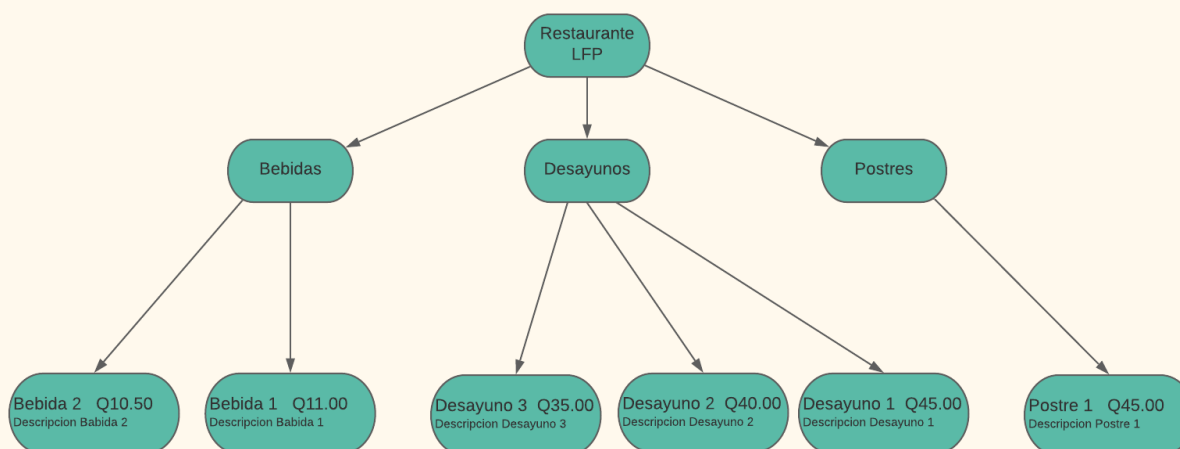 Restaurante
LFP
Bebidas
Desayunos
Postres
Bebida 2 Q10.50
Descripcion Babida 2
Bebida 1 Q11.00
Descripcion Babida 1
Desayuno 3 Q35.00
Descripcion Desayuno 3
Desayuno 2 Q40.00
Descripcion Desayuno 2
Desayuno 1 Q45.00
Descripcion Desayuno 1
Postre 1 Q45.00
Descripcion Postre 1